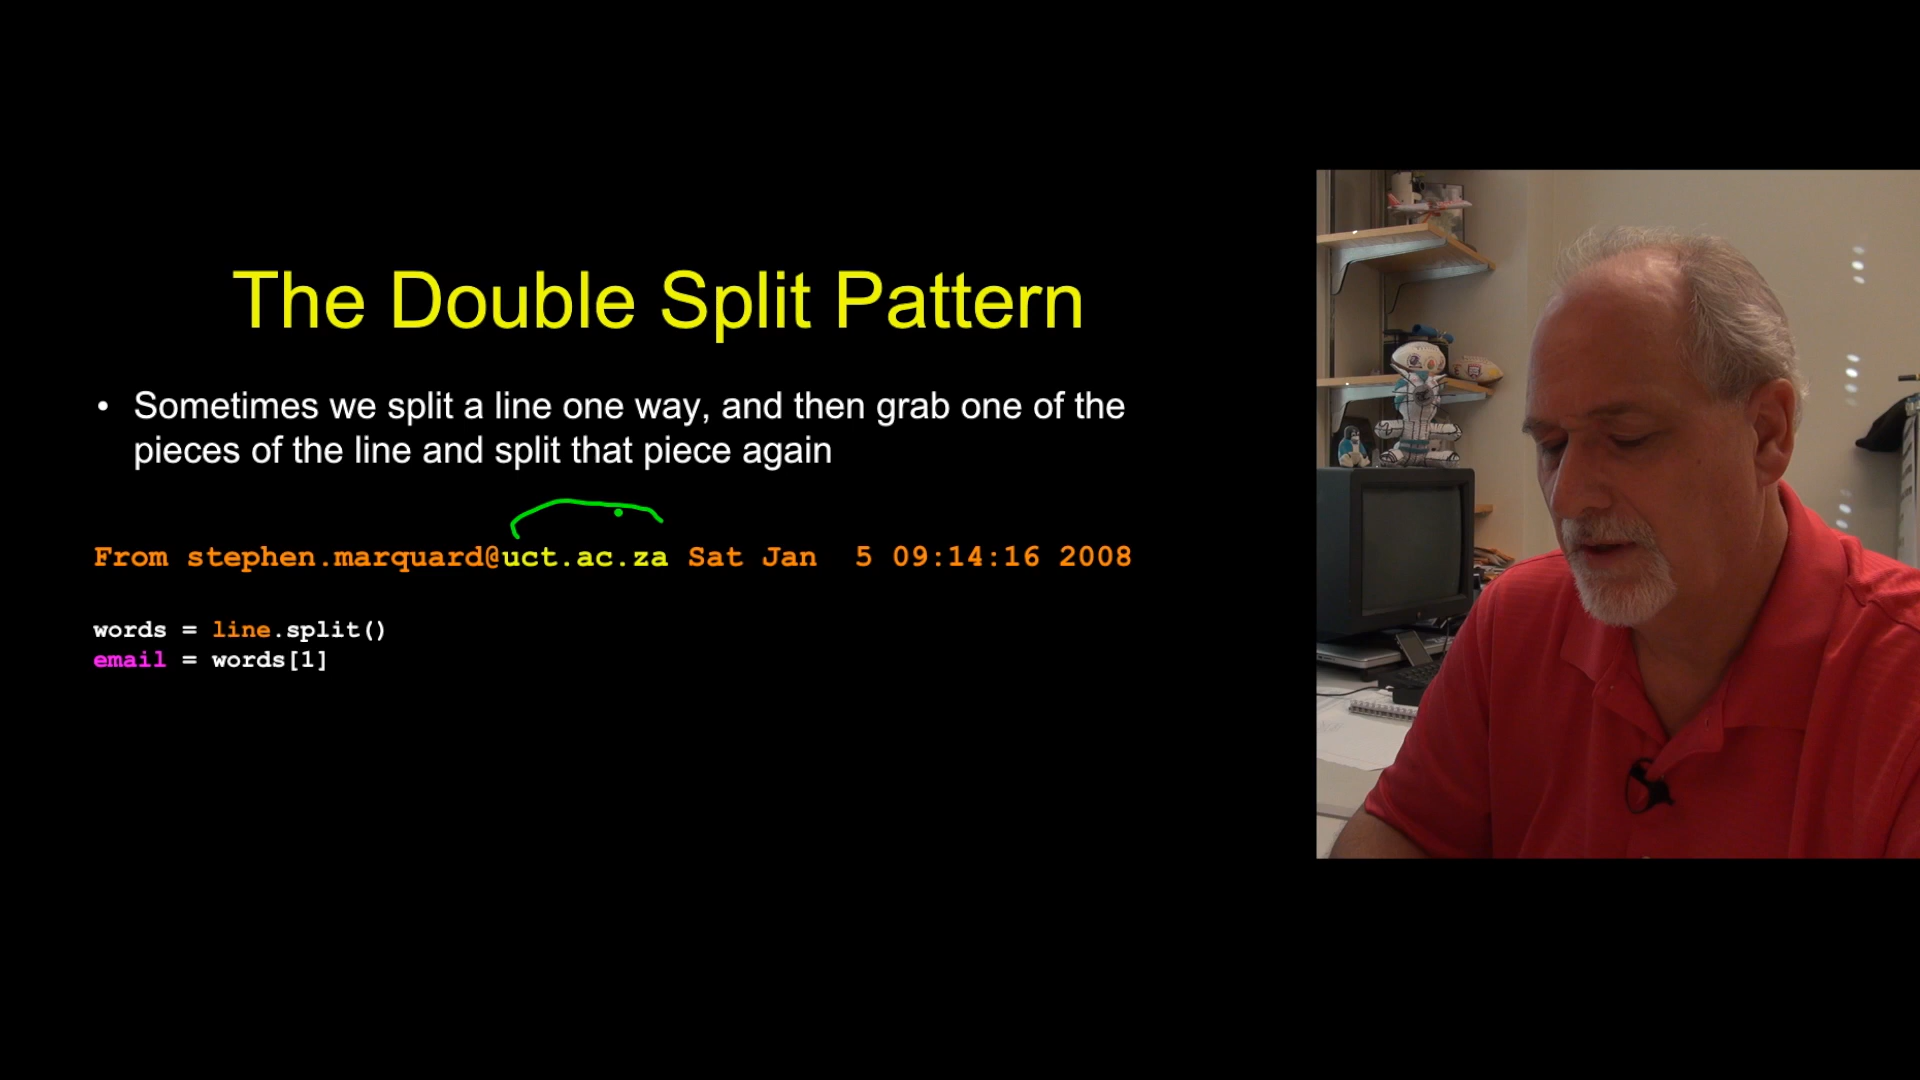 The Double Split Pattern
• Sometimes we split a line one way, and then grab one of the
pieces of the line and split that piece again
From stephen.marquard@uct.ac.za Sat Jan  5 09:14:16 2008
words = line.split()
email = words[1]